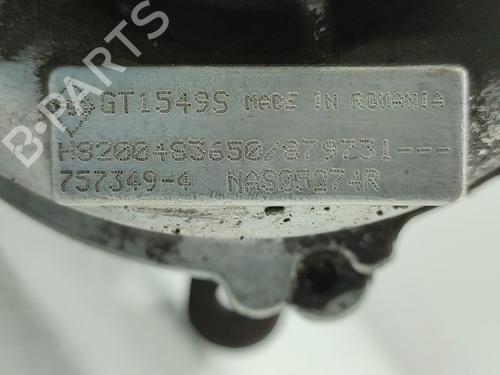 GT1549S MADE IN ROMANIA
H8200483650/879731---
757349-4 NAS05274R
B-PARTS